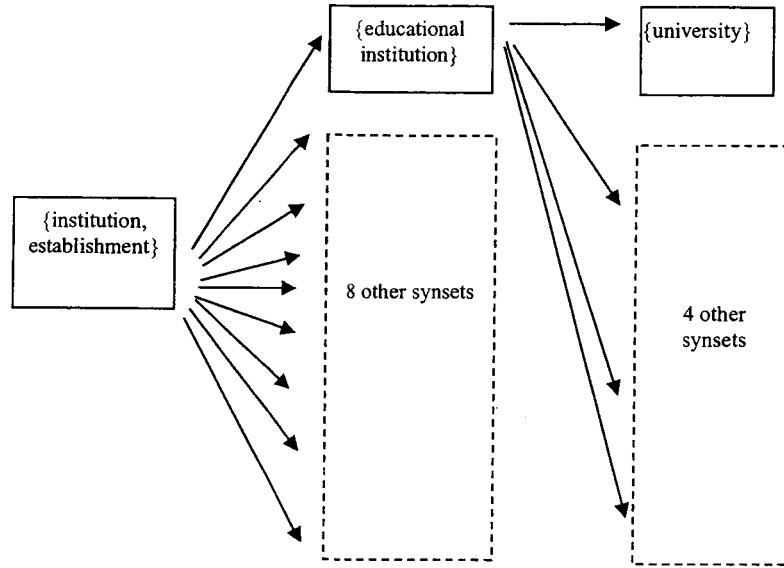 {educational
institution}
{university}
{institution,
establishment}
8 other synsets
4 other
synsets